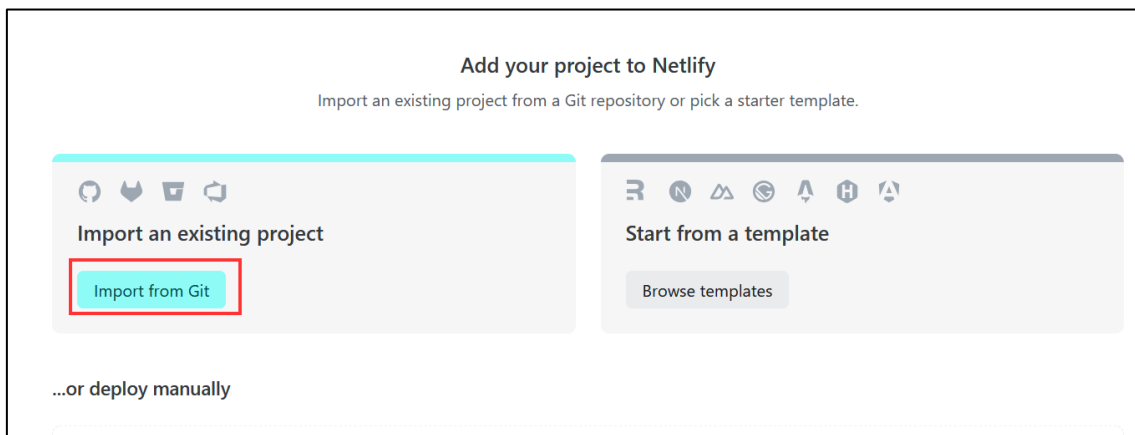 Add your project to Netlify
Import an existing project from a Git repository or pick a starter template.
Import an existing project
Import from Git
Start from a template
Browse templates
...or deploy manually